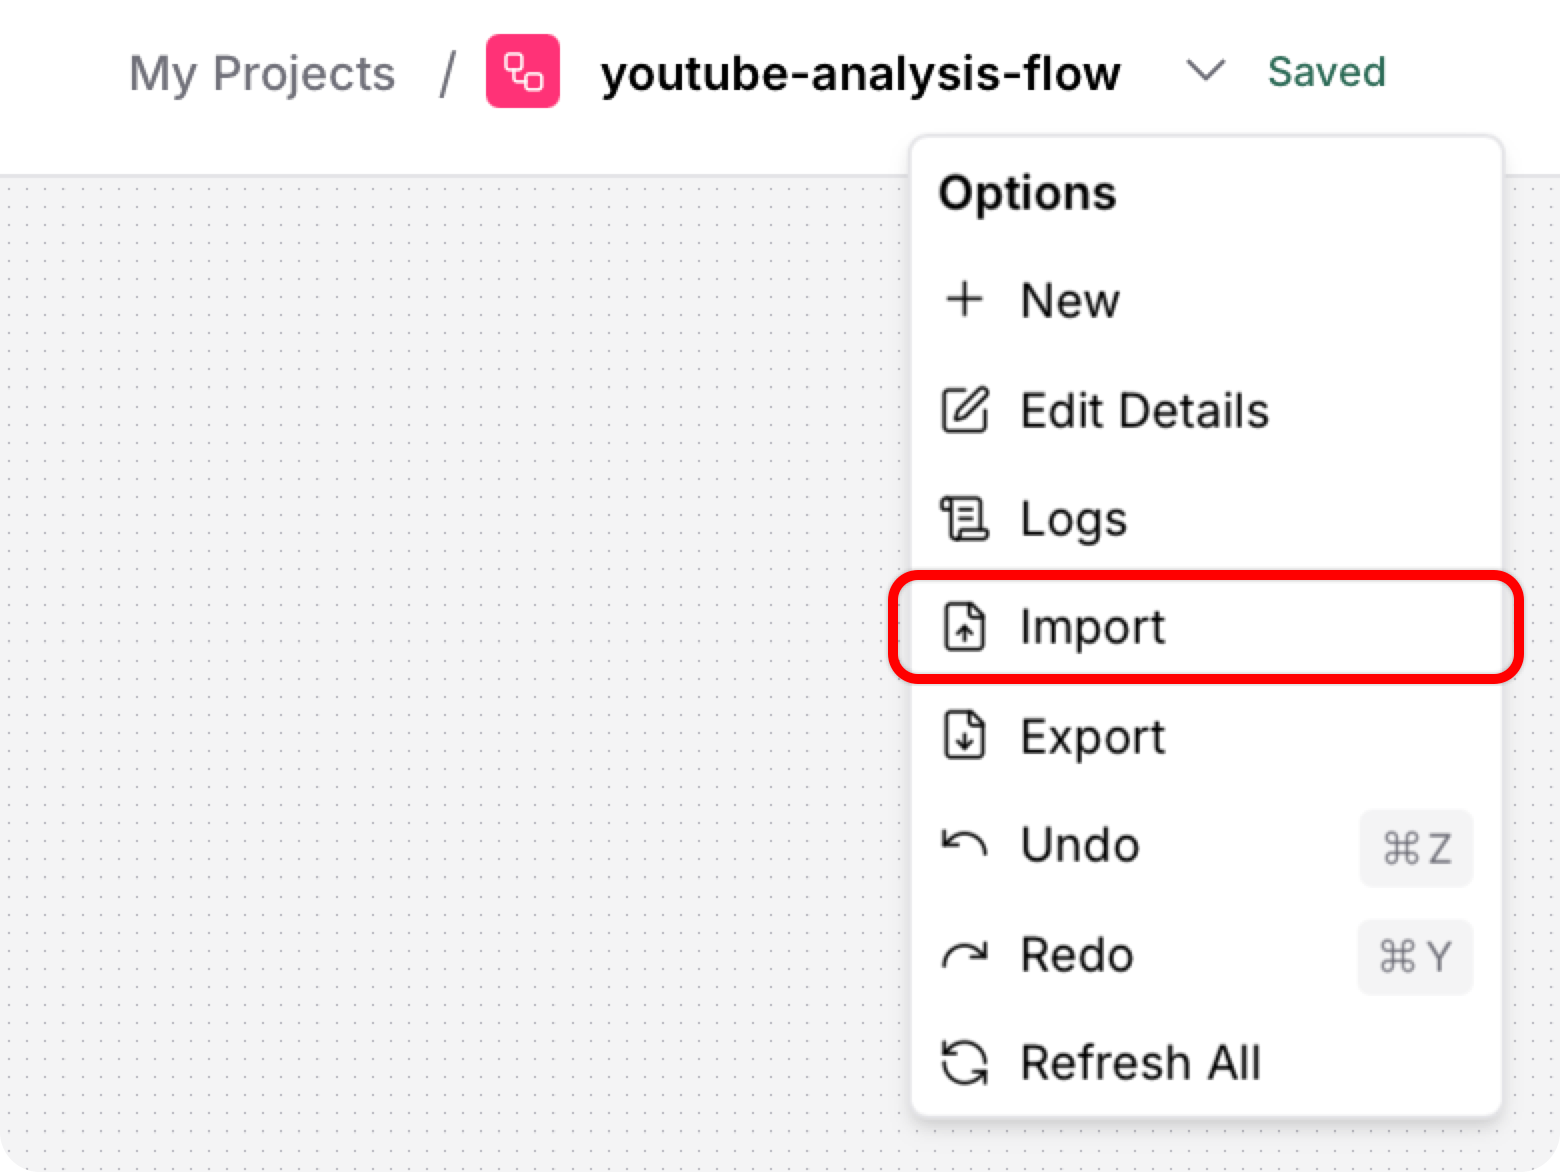 My Projects / youtube-analysis-flow Saved
Options
New
Edit Details
Logs
Import
Export
Undo ⌘ Z
Redo ⌘ Y
Refresh All